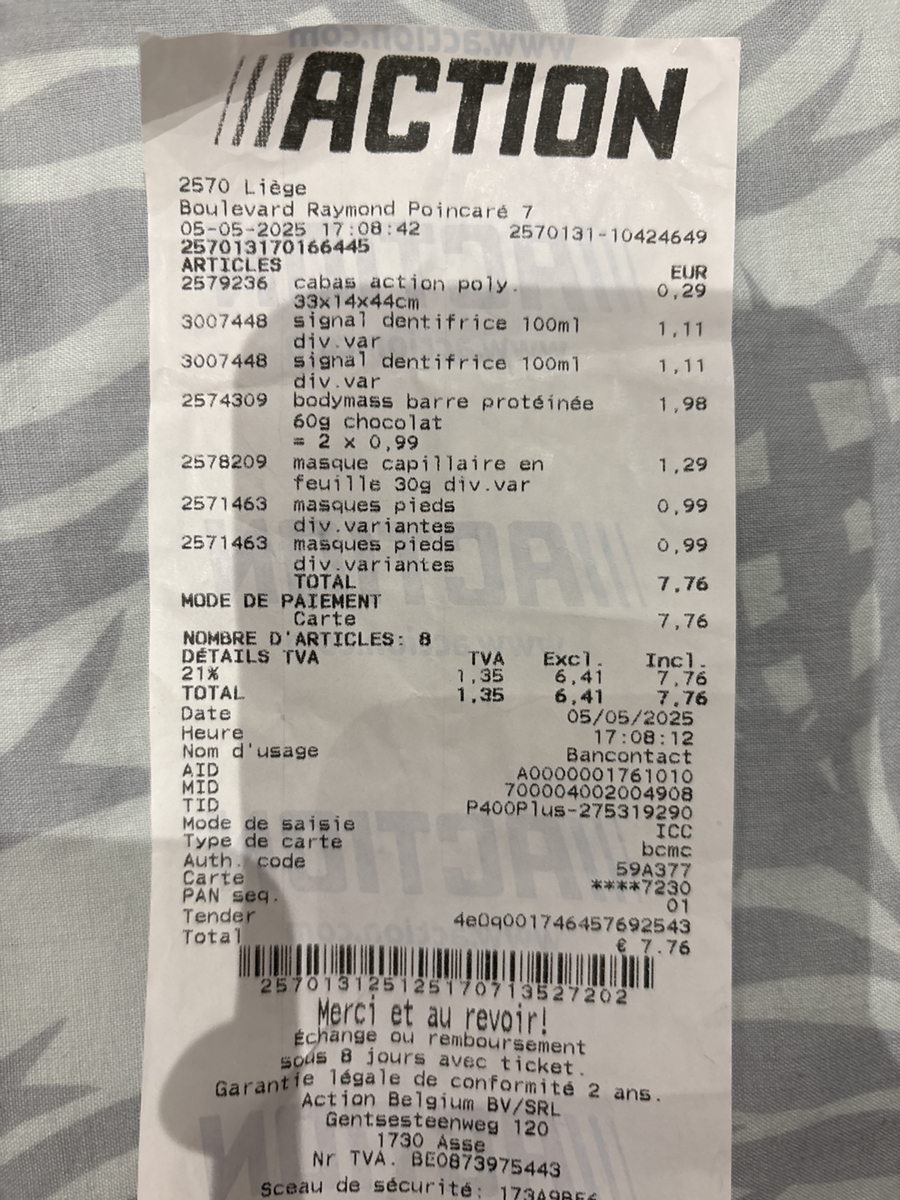 www.action.com
ACTION
2570 Liège
Boulevard Raymond Poincaré 7
05-05-2025 17:08:42 2570131-10424649
257013170166445
ARTICLES EUR
2579236 cabas action poly. 0,29
33x14x44cm
3007448 signal dentifrice 100ml 1,11
div.var
3007448 signal dentifrice 100ml 1,11
div.var
2574309 bodymass barre protéinée 1,98
60g chocolat
= 2 x 0,99
2578209 masque capillaire en 1,29
feuille 30g div.var
2571463 masques pieds 0,99
div.variantes
2571463 masques pieds 0,99
div.variantes
TOTAL 7,76
MODE DE PAIEMENT
Carte 7,76
NOMBRE D'ARTICLES: 8
DÉTAILS TVA TVA Excl. Incl.
21% 1,35 6,41 7,76
TOTAL 1,35 6,41 7,76
Date 05/05/2025
Heure 17:08:12
Nom d'usage Bancontact
AID A0000001761010
MID 700004002004908
TID P400Plus-275319290
Mode de saisie ICC
Type de carte bcmc
Auth. code 59A377
Carte ****7230
PAN seq. 01
Tender 4e0q001746457692543
Total € 7.76
257013125125170713527202
Merci et au revoir!
Échange ou remboursement
sous 8 jours avec ticket.
Garantie légale de conformité 2 ans.
Action Belgium BV/SRL
Gentsesteenweg 120
1730 Asse
Nr TVA. BE0873975443
Sceau de sécurité: